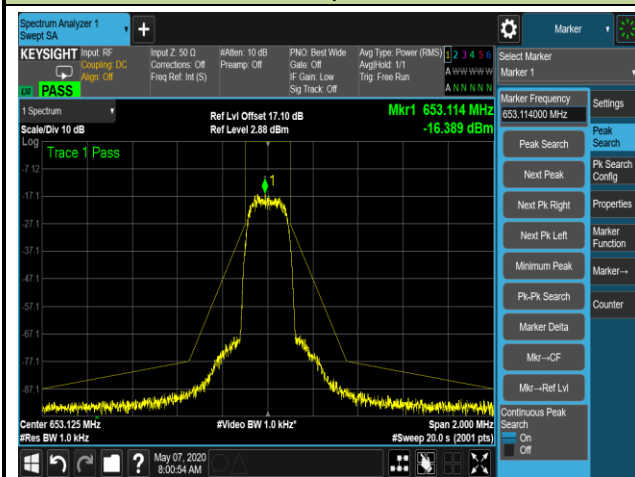 Spectrum Analyzer 1
Swept SA
Marker
KEYSIGHT
Input: RF
Coupling: DC
Align: Off
Input Z: 50 Ω
Corrections: Off
Freq Ref: Int (S)
#Atten: 10 dB
Preamp: Off
PNO: Best Wide
Gate: Off
IF Gain: Low
Sig Track: Off
Avg Type: Power (RMS)
Avg|Hold: 1/1
Trig: Free Run
1 2 3 4 5 6
A W W W W W
A N N N N N
LXI
PASS
Select Marker
Marker 1
1 Spectrum
Scale/Div 10 dB
Log
Ref Lvl Offset 17.10 dB
Ref Level 2.88 dBm
Mkr1 653.114 MHz
-16.389 dBm
Trace 1 Pass
1
-7.12
-17.1
-27.1
-37.1
-47.1
-57.1
-67.1
-77.1
-87.1
Center 653.125 MHz
#Res BW 1.0 kHz
#Video BW 1.0 kHz*
Span 2.000 MHz
#Sweep 20.0 s (2001 pts)
Marker Frequency
653.114000 MHz
Peak Search
Next Peak
Next Pk Right
Next Pk Left
Minimum Peak
Pk-Pk Search
Marker Delta
Mkr→CF
Mkr→Ref Lvl
Continuous Peak
Search
On
Off
Settings
Peak
Search
Pk Search
Config
Properties
Marker
Function
Marker→
Counter
May 07, 2020
8:00:54 AM